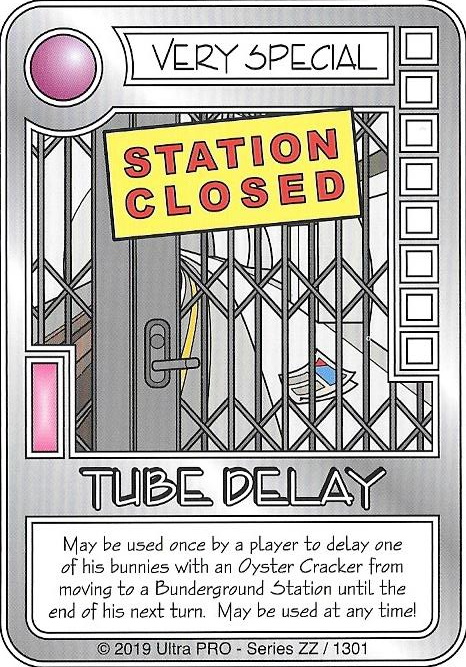 VERY SPECIAL
STATION
CLOSED
TUBE DELAY
May be used once by a player to delay one
of his bunnies with an Oyster Cracker from
moving to a Bunderground Station until the
end of his next turn. May be used at any time!
© 2019 Ultra PRO - Series ZZ / 1301